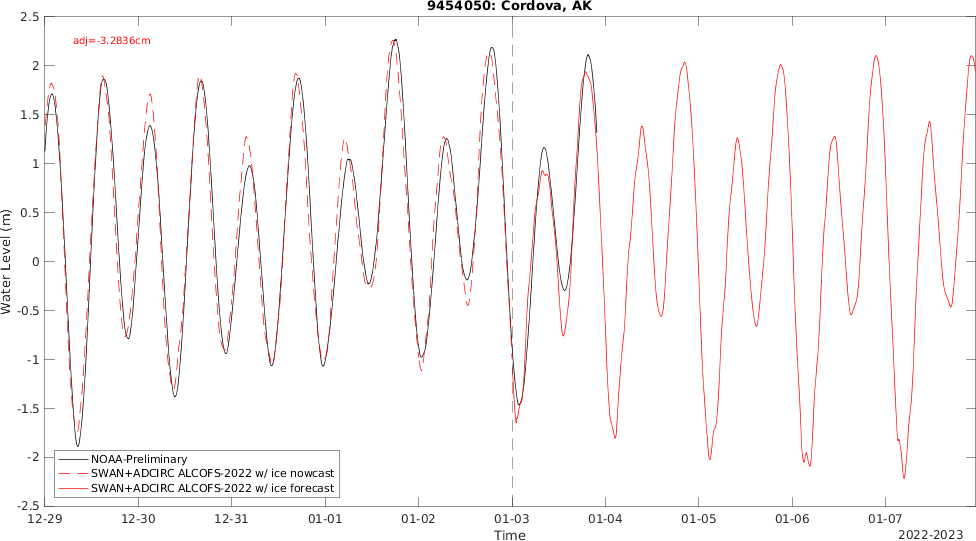 9454050: Cordova, AK
adj=-3.2836cm
Water Level (m)
2.5
2
1.5
1
0.5
0
-0.5
-1
-1.5
-2
-2.5
NOAA-Preliminary
SWAN+ADCIRC ALCOFS-2022 w/ ice nowcast
SWAN+ADCIRC ALCOFS-2022 w/ ice forecast
12-29 12-30 12-31 01-01 01-02 01-03 01-04 01-05 01-06 01-07
Time
2022-2023